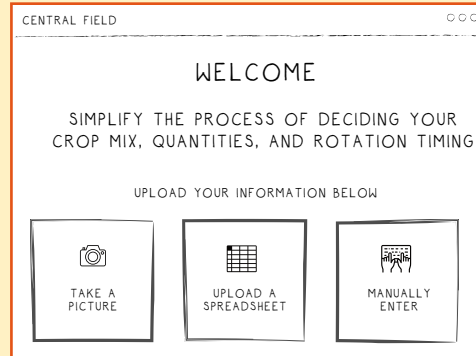 CENTRAL FIELD
WELCOME
SIMPLIFY THE PROCESS OF DECIDING YOUR
CROP MIX, QUANTITIES, AND ROTATION TIMING
UPLOAD YOUR INFORMATION BELOW
TAKE A
PICTURE
UPLOAD A
SPREADSHEET
MANUALLY
ENTER